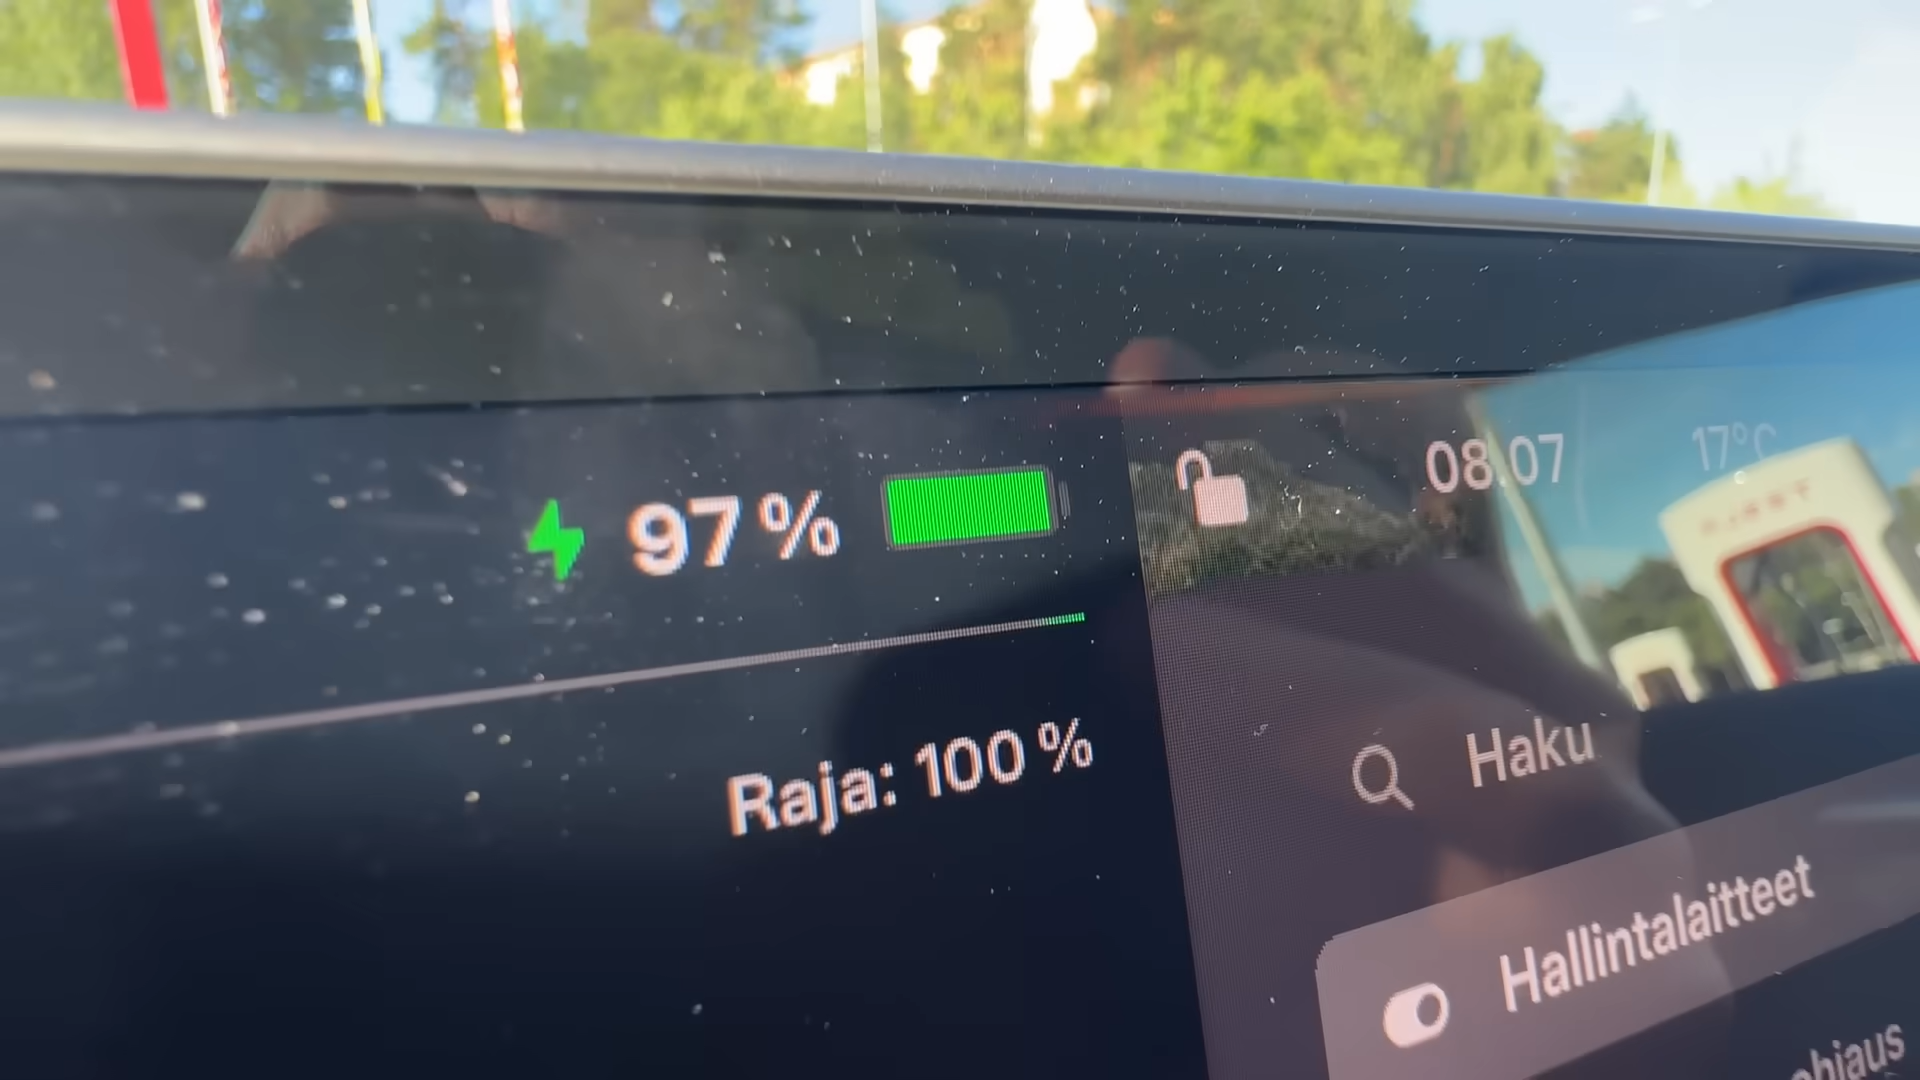 97 %
08.07
17°C
Raja: 100 %
Haku
Hallintalaitteet